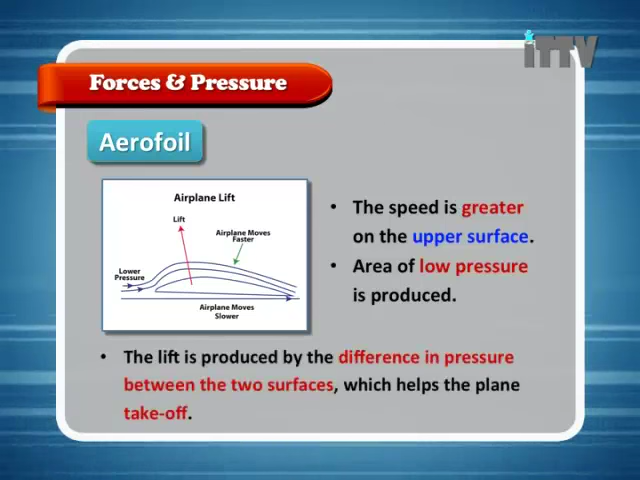 iTTV
Forces & Pressure
Aerofoil
Airplane Lift
Lift
Airplane Moves
Faster
Lower
Pressure
Airplane Moves
Slower
• The speed is greater
on the upper surface.
• Area of low pressure
is produced.
• The lift is produced by the difference in pressure
between the two surfaces, which helps the plane
take-off.